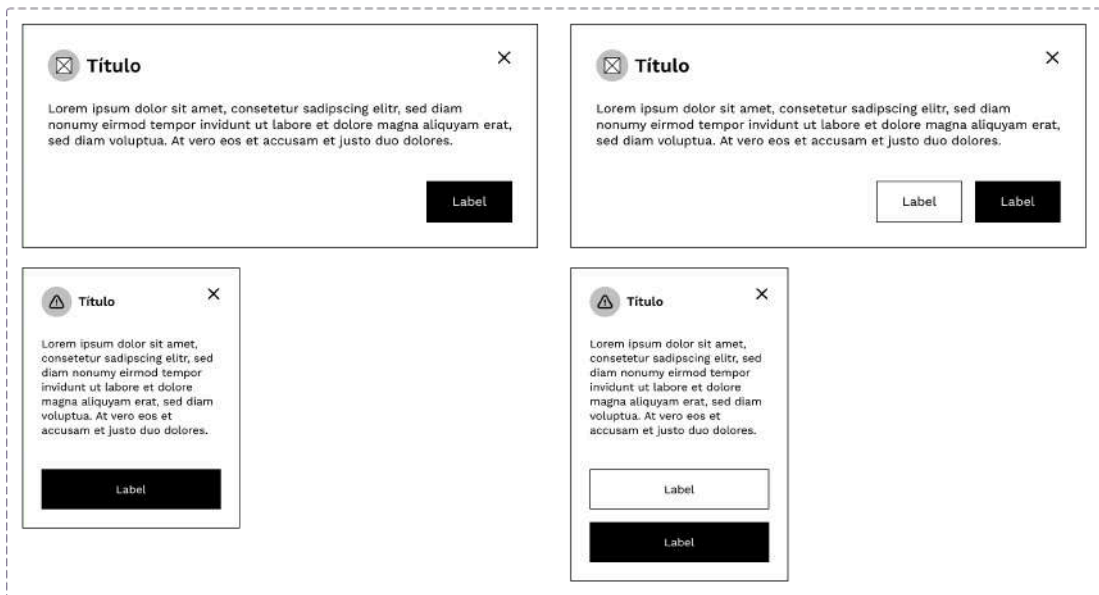 Título
Lorem ipsum dolor sit amet, consetetur sadipscing elitr, sed diam
nonumy eirmod tempor invidunt ut labore et dolore magna aliquyam erat,
sed diam voluptua. At vero eos et accusam et justo duo dolores.
Label
Título
Lorem ipsum dolor sit amet, consetetur sadipscing elitr, sed diam
nonumy eirmod tempor invidunt ut labore et dolore magna aliquyam erat,
sed diam voluptua. At vero eos et accusam et justo duo dolores.
Label
Label
Título
Lorem ipsum dolor sit amet,
consetetur sadipscing elitr, sed
diam nonumy eirmod tempor
invidunt ut labore et dolore
magna aliquyam erat, sed diam
voluptua. At vero eos et
accusam et justo duo dolores.
Label
Título
Lorem ipsum dolor sit amet,
consetetur sadipscing elitr, sed
diam nonumy eirmod tempor
invidunt ut labore et dolore
magna aliquyam erat, sed diam
voluptua. At vero eos et
accusam et justo duo dolores.
Label
Label